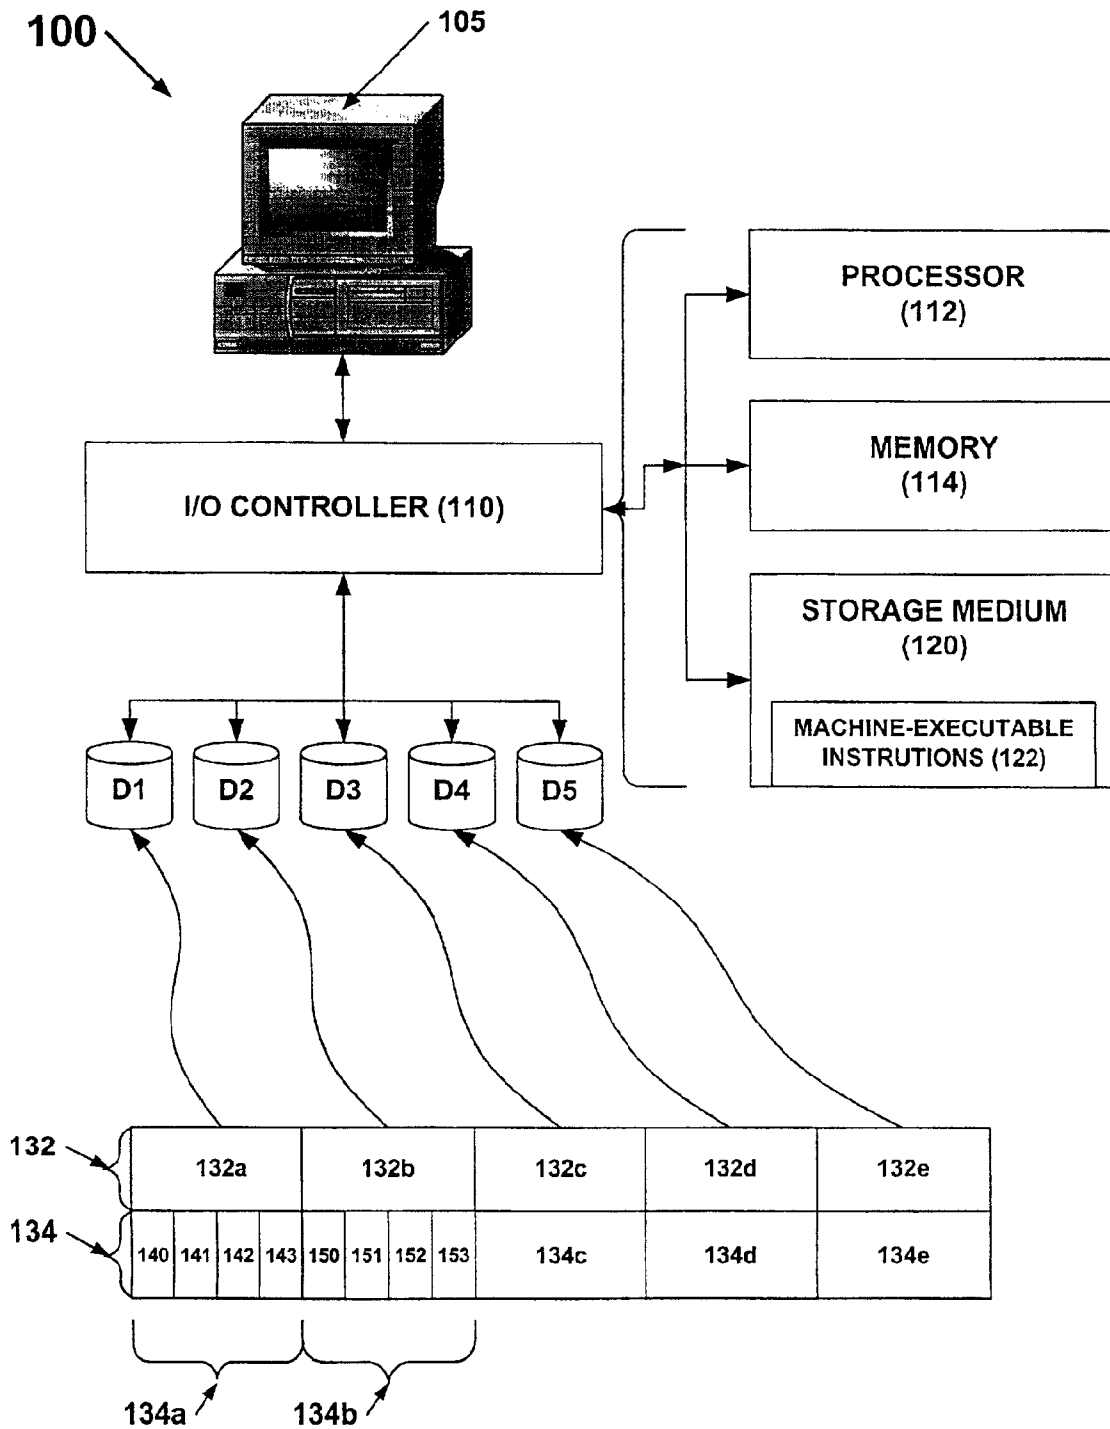 100
105
PROCESSOR
(112)
MEMORY
(114)
I/O CONTROLLER (110)
STORAGE MEDIUM
(120)
MACHINE-EXECUTABLE
INSTRUTIONS (122)
D1 D2 D3 D4 D5
132 132a 132b 132c 132d 132e
134 140 141 142 143 150 151 152 153 134c 134d 134e
134a 134b